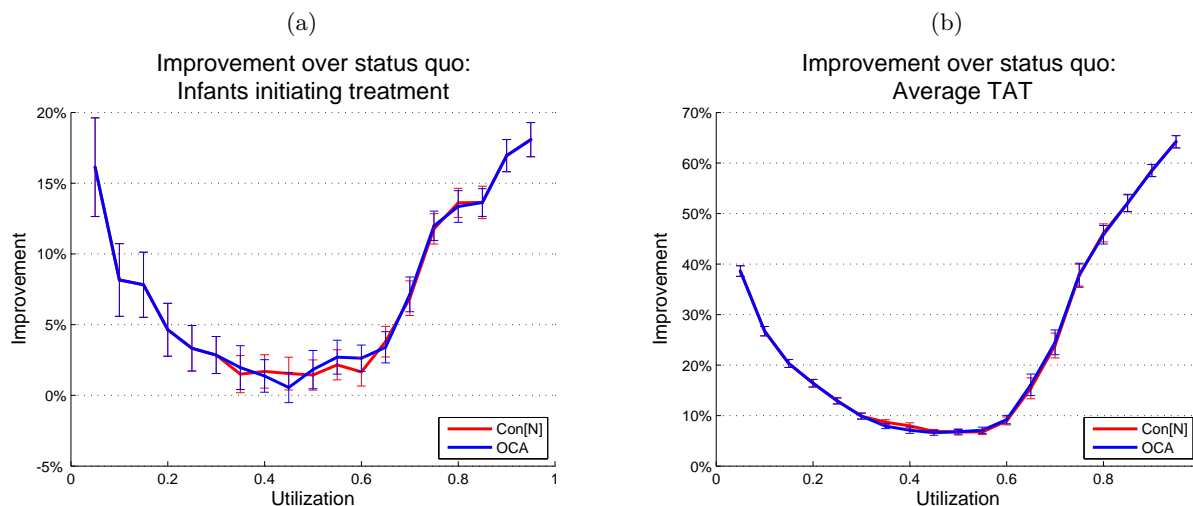 (a)
Improvement over status quo:
Infants initiating treatment
20%
15%
10%
5%
0%
-5%
Improvement
0
0.2
0.4
0.6
0.8
1
Utilization
Con[N]
OCA
(b)
Improvement over status quo:
Average TAT
70%
60%
50%
40%
30%
20%
10%
0%
Improvement
0
0.2
0.4
0.6
0.8
Utilization
Con[N]
OCA